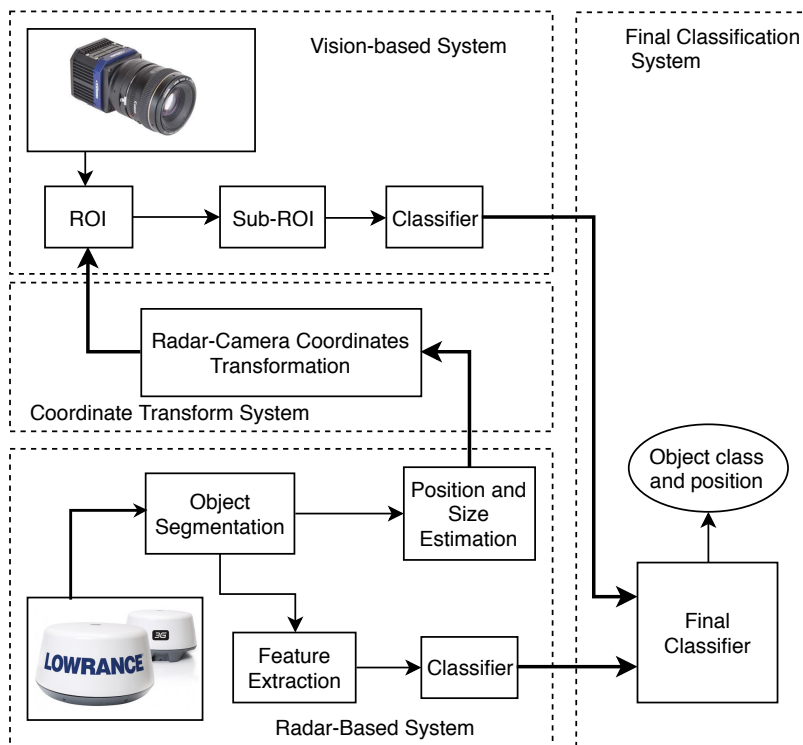 Vision-based System
Final Classification
System
ROI
Sub-ROI
Classifier
Radar-Camera Coordinates
Transformation
Coordinate Transform System
Object
Segmentation
Position and
Size
Estimation
Object class
and position
3G
LOWRANCE
Feature
Extraction
Classifier
Final
Classifier
Radar-Based System